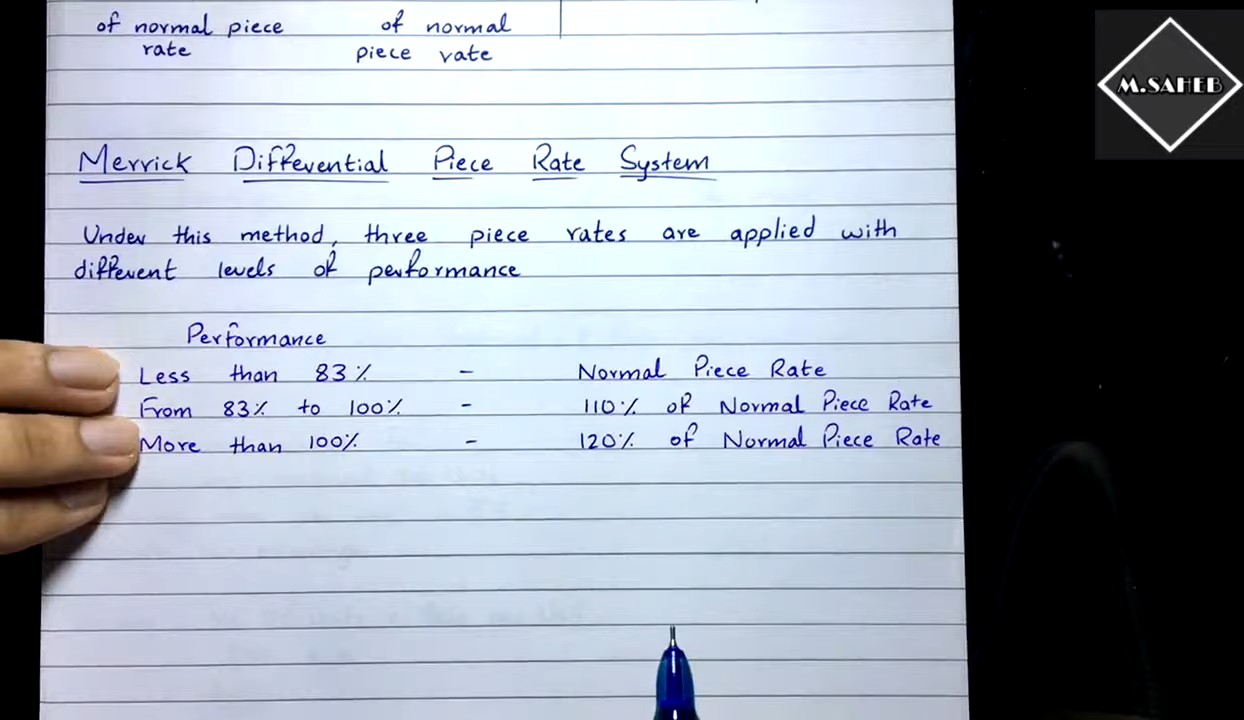 of normal piece of normal
rate piece rate
M.SAHEB
Merrick Differential Piece Rate System
Under this method, three piece rates are applied with
different levels of performance
Performance
Less than 83% - Normal Piece Rate
From 83% to 100% - 110% of Normal Piece Rate
More than 100% - 120% of Normal Piece Rate